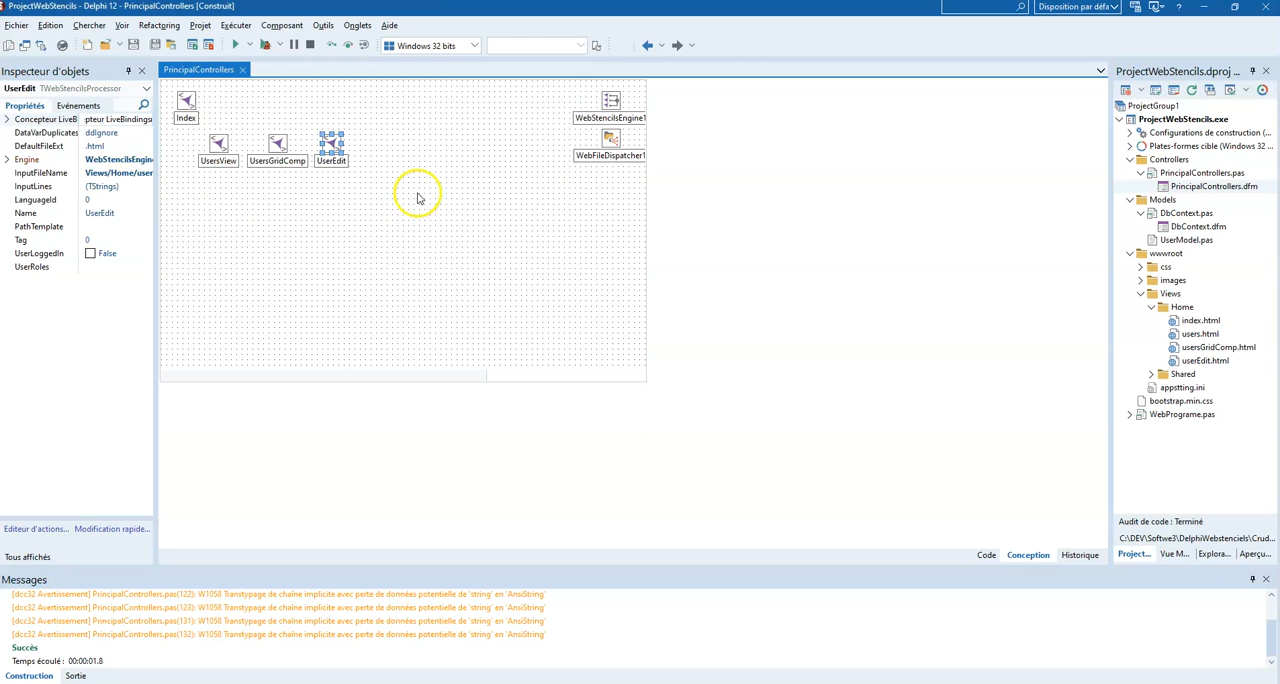 ProjectWebStencils - Delphi 12 - PrincipalControllers [Construit]
Disposition par défa
Fichier Edition Chercher Voir Refactoring Projet Exécuter Composant Outils Onglets Aide
Windows 32 bits
Inspecteur d'objets
UserEdit TWebStencilsProcessor
Propriétés Evénements
Concepteur LiveB pteur LiveBindings
DataVarDuplicates ddIgnore
DefaultFileExt .html
Engine WebStencilsEngine
InputFileName Views/Home/user
InputLines (TStrings)
LanguageId 0
Name UserEdit
PathTemplate
Tag 0
UserLoggedIn False
UserRoles
Editeur d'actions... Modification rapide...
Tous affichés
PrincipalControllers
Index
UsersView
UsersGridComp
UserEdit
WebStencilsEngine1
WebFileDispatcher1
Code Conception Historique
ProjectWebStencils.dproj ...
ProjectGroup1
ProjectWebStencils.exe
Configurations de construction (...
Plates-formes cible (Windows 32 ...
Controllers
PrincipalControllers.pas
PrincipalControllers.dfm
Models
DbContext.pas
DbContext.dfm
UserModel.pas
wwwroot
css
images
Views
Home
index.html
users.html
usersGridComp.html
userEdit.html
Shared
appstting.ini
bootstrap.min.css
WebPrograme.pas
Audit de code : Terminé
C:\DEV\Softwe3\DelphiWebstenciels\Crud...
Project... Vue M... Explora... Aperçu...
Messages
[dcc32 Avertissement] PrincipalControllers.pas(122): W1058 Transtypage de chaîne implicite avec perte de données potentielle de 'string' en 'AnsiString'
[dcc32 Avertissement] PrincipalControllers.pas(123): W1058 Transtypage de chaîne implicite avec perte de données potentielle de 'string' en 'AnsiString'
[dcc32 Avertissement] PrincipalControllers.pas(131): W1058 Transtypage de chaîne implicite avec perte de données potentielle de 'string' en 'AnsiString'
[dcc32 Avertissement] PrincipalControllers.pas(132): W1058 Transtypage de chaîne implicite avec perte de données potentielle de 'string' en 'AnsiString'
Succès
Temps écoulé : 00:00:01.8
Construction Sortie